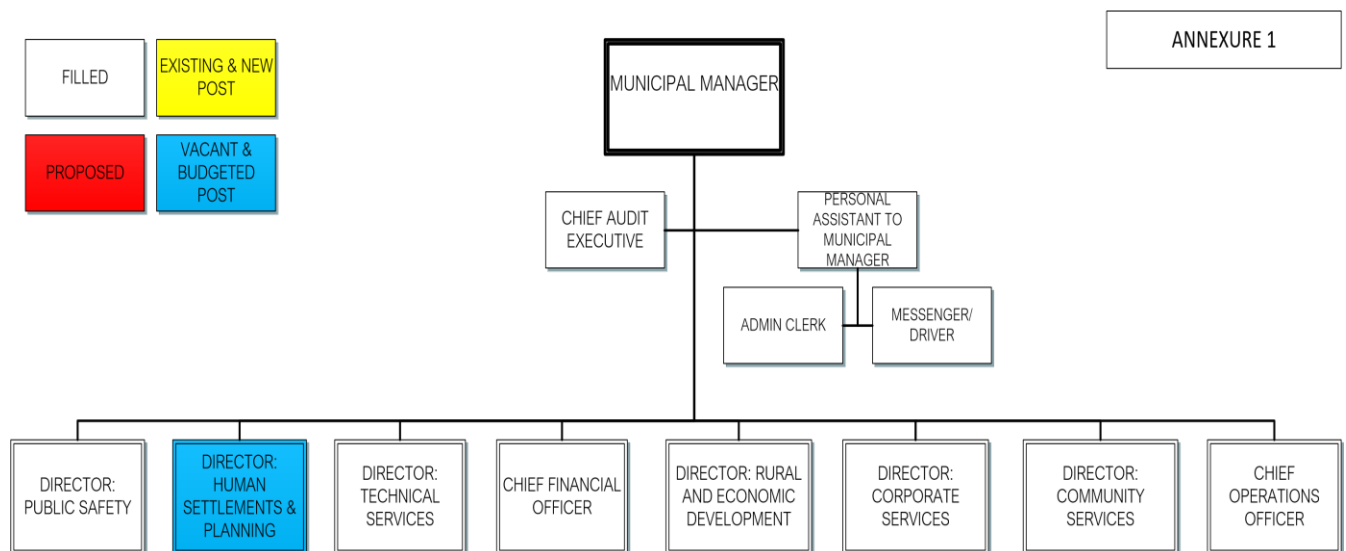 ANNEXURE 1
FILLED
EXISTING & NEW
POST
PROPOSED
VACANT &
BUDGETED
POST
MUNICIPAL MANAGER
CHIEF AUDIT
EXECUTIVE
PERSONAL
ASSISTANT TO
MUNICIPAL
MANAGER
ADMIN CLERK
MESSENGER/
DRIVER
DIRECTOR:
PUBLIC SAFETY
DIRECTOR:
HUMAN
SETTLEMENTS &
PLANNING
DIRECTOR:
TECHNICAL
SERVICES
CHIEF FINANCIAL
OFFICER
DIRECTOR: RURAL
AND ECONOMIC
DEVELOPMENT
DIRECTOR:
CORPORATE
SERVICES
DIRECTOR:
COMMUNITY
SERVICES
CHIEF
OPERATIONS
OFFICER